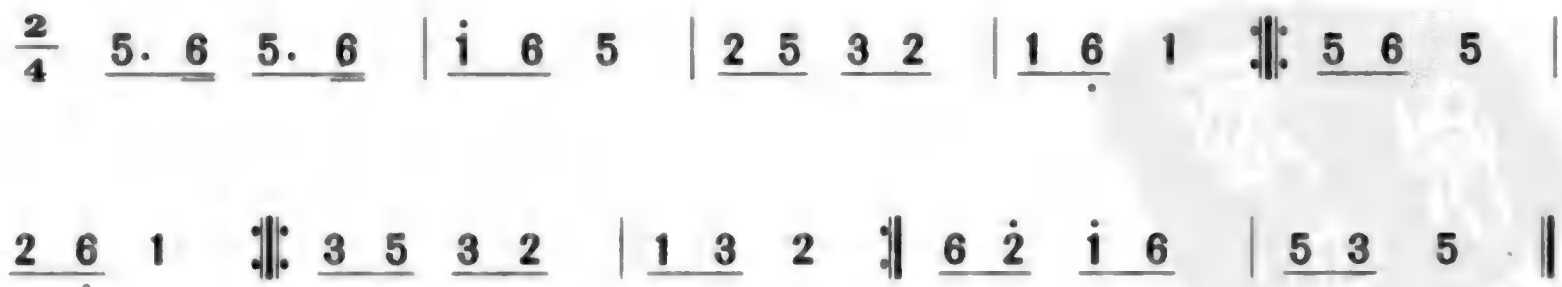 2/4 5· 6 5· 6 | i̇ 6 5 | 2 5 3 2 | 1 6̣ 1 :‖: 5 6 5 |
2 6̣ 1 :‖: 3 5 3 2 | 1 3 2 :‖ 6 2̇ i̇ 6 | 5 3 5 ‖